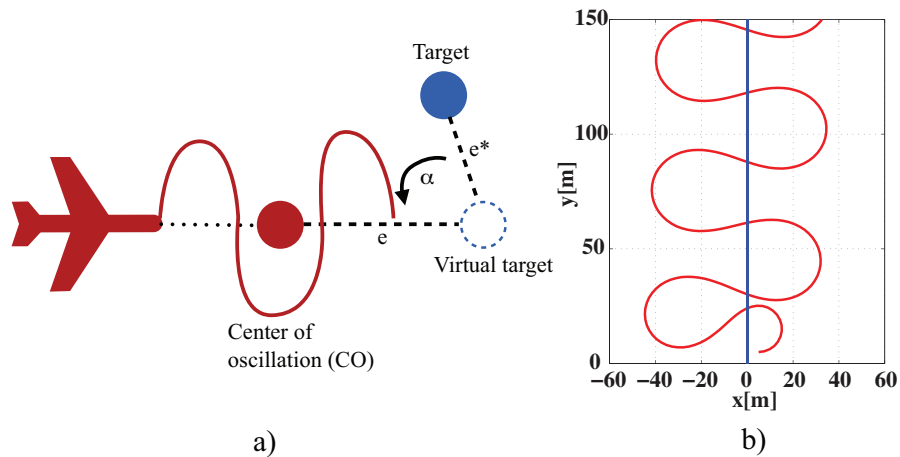 Target
e*
α
e
Virtual target
Center of
oscillation (CO)
a)
150
100
50
0
y[m]
−60 −40 −20 0 20 40 60
x[m]
b)